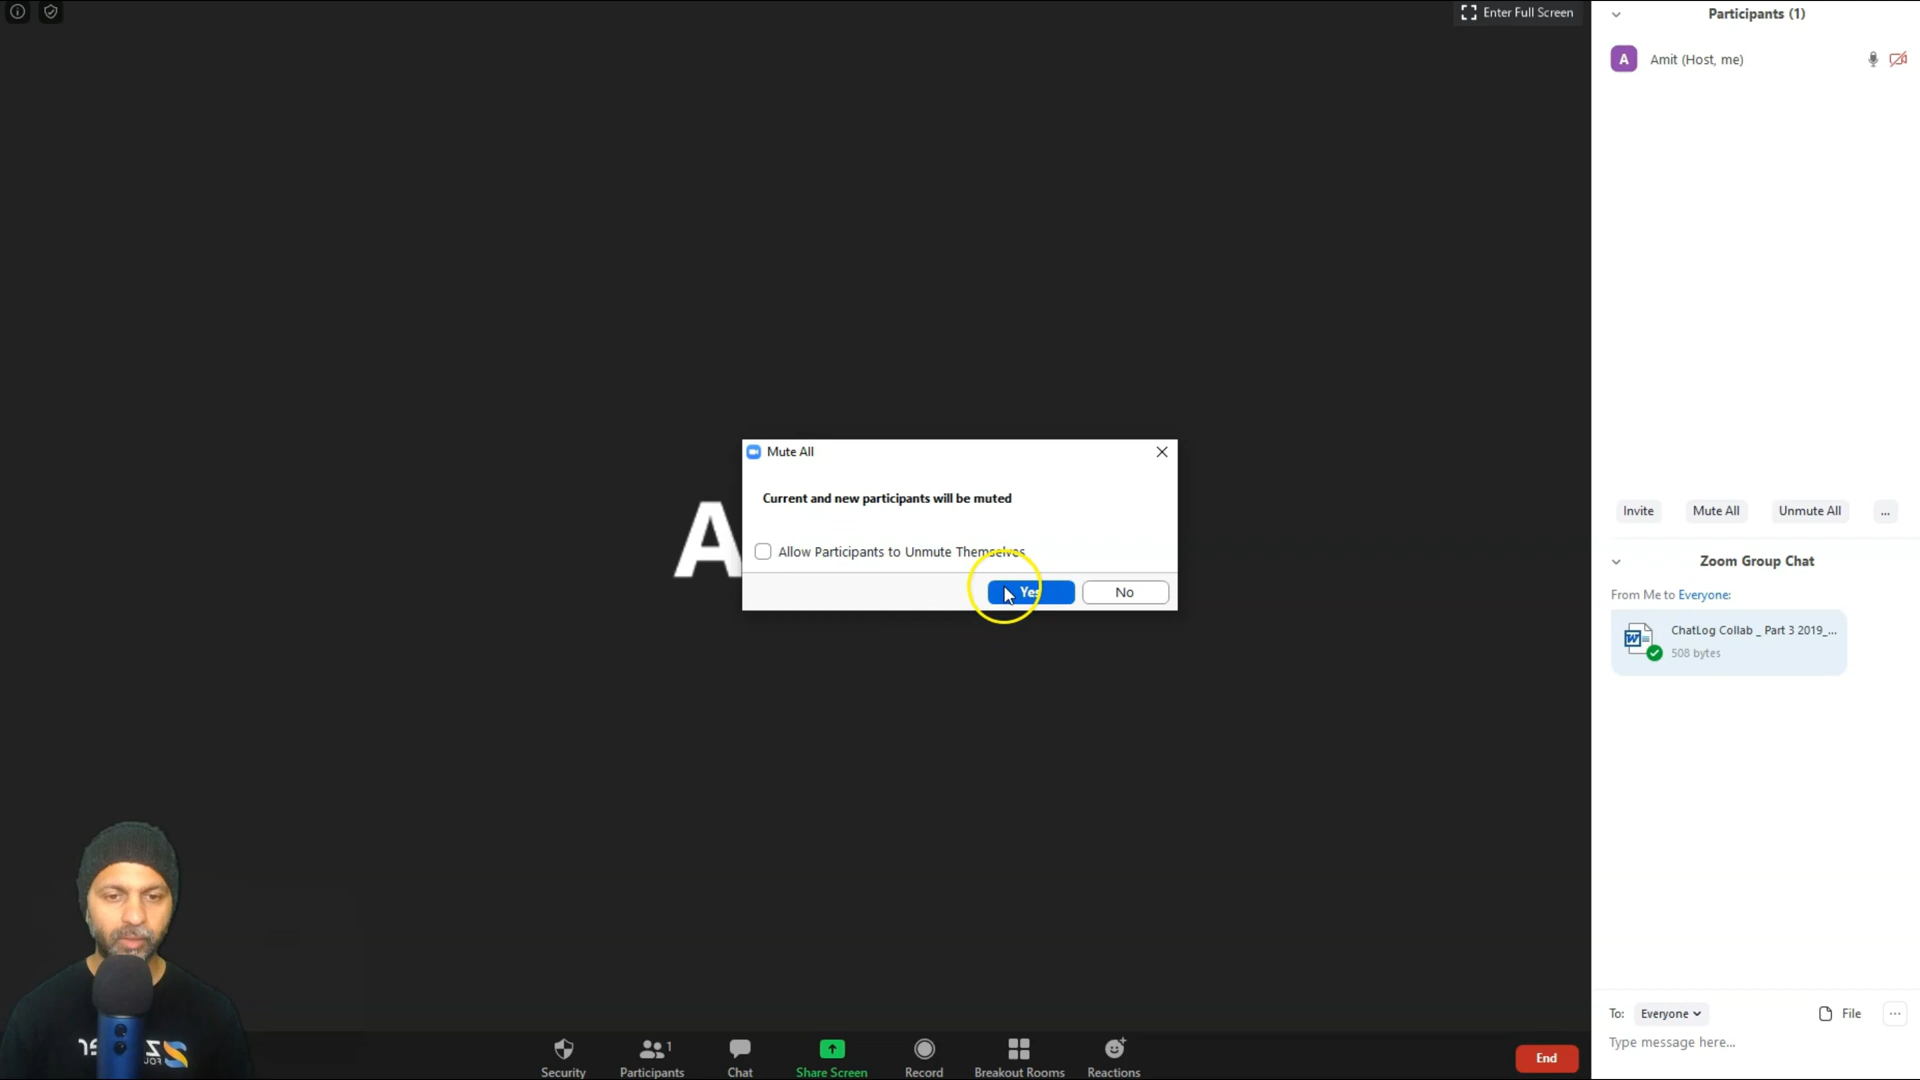 Enter Full Screen
Participants (1)
A
Amit (Host, me)
Mute All
Current and new participants will be muted
Allow Participants to Unmute Themselves
Yes
No
A
Invite
Mute All
Unmute All
...
Zoom Group Chat
From Me to Everyone:
W
ChatLog Collab _ Part 3 2019_...
508 bytes
To: Everyone
File
Type message here...
1
Security
Participants
Chat
Share Screen
Record
Breakout Rooms
Reactions
End